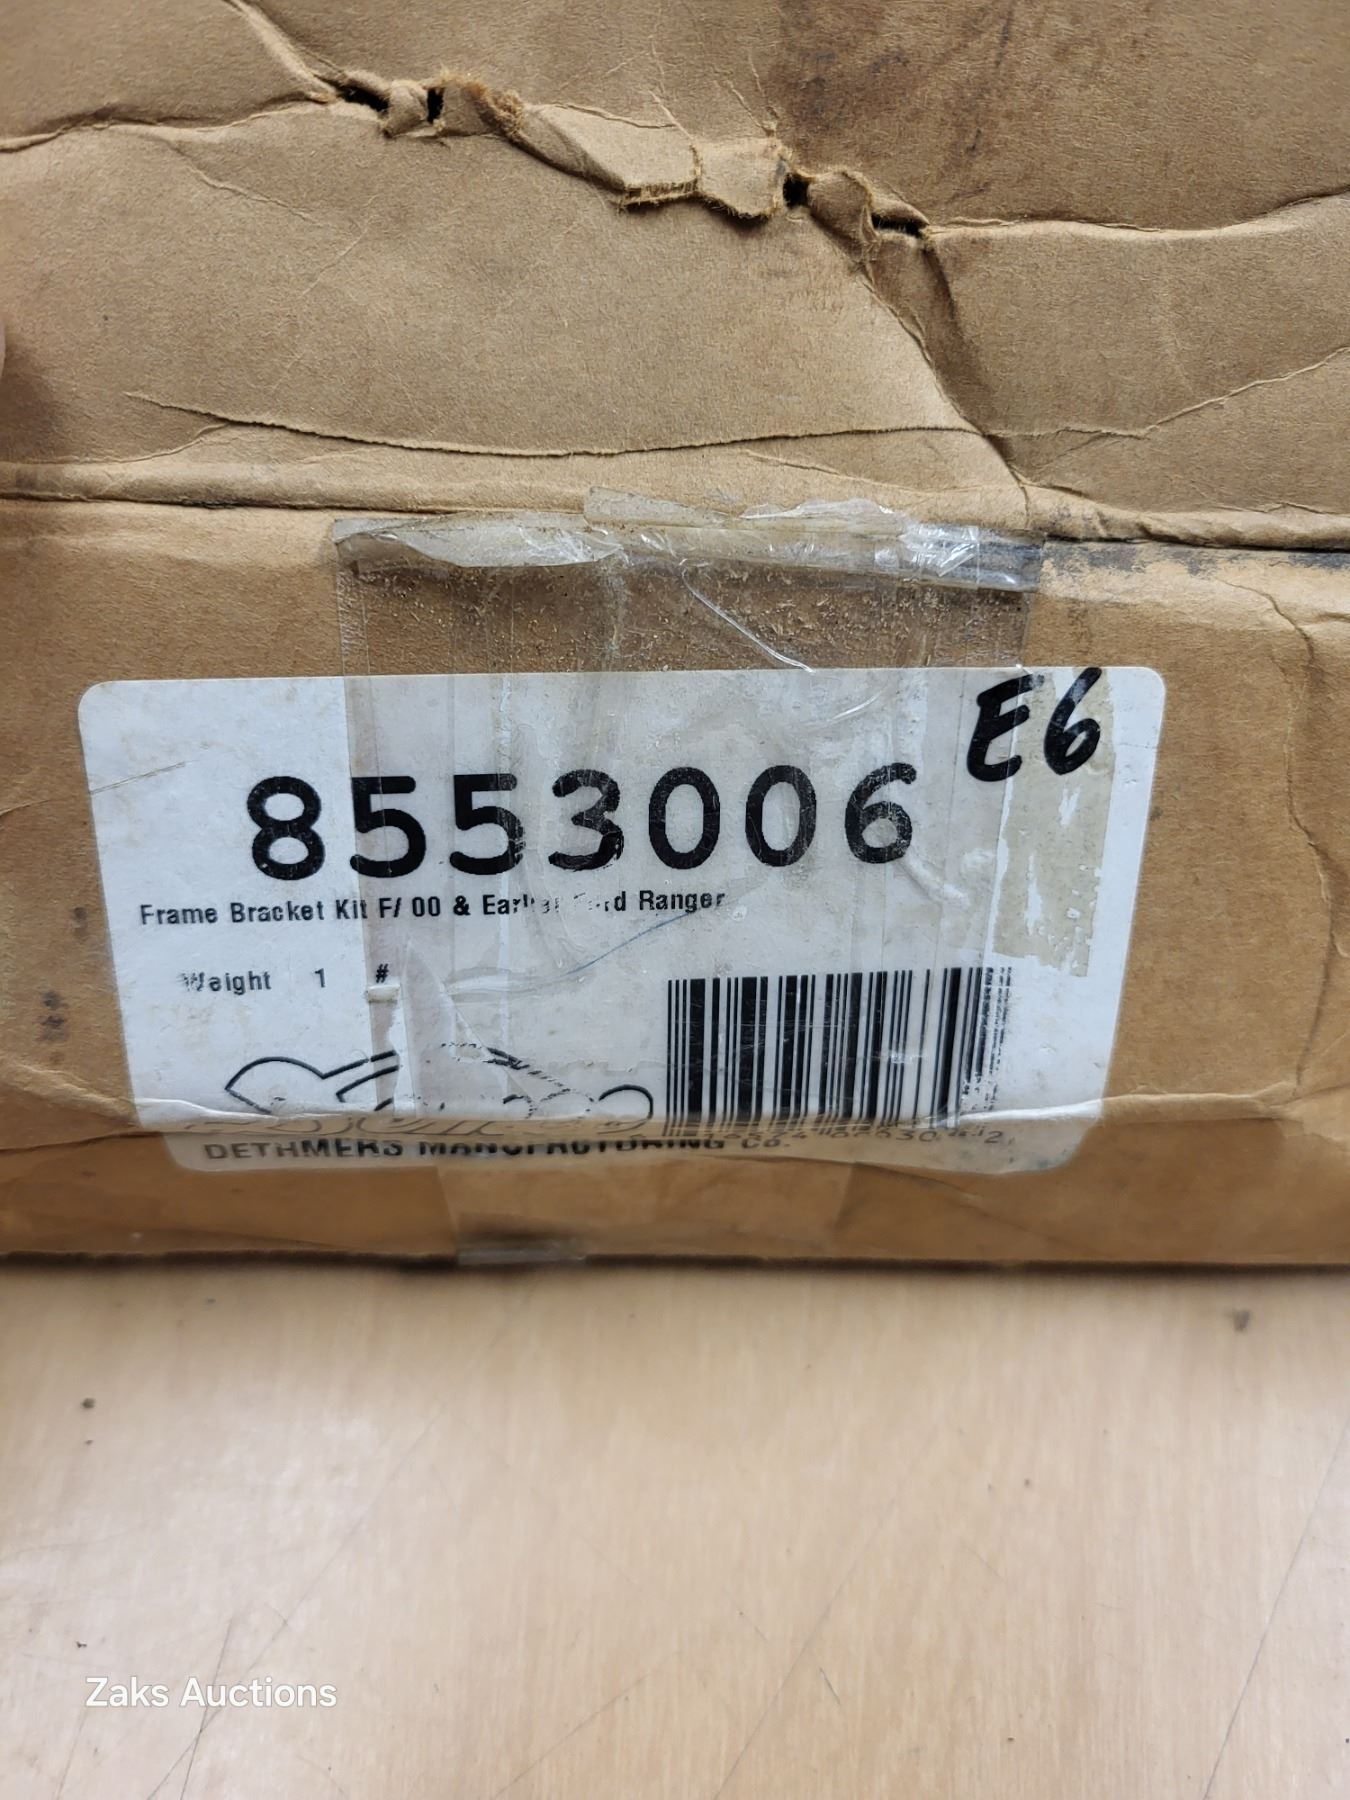 E6
8553006
Frame Bracket Kit F/ 00 & Earlier Ford Ranger
Weight 1 #
DETHMERS MANUFACTURING Co.
Zaks Auctions